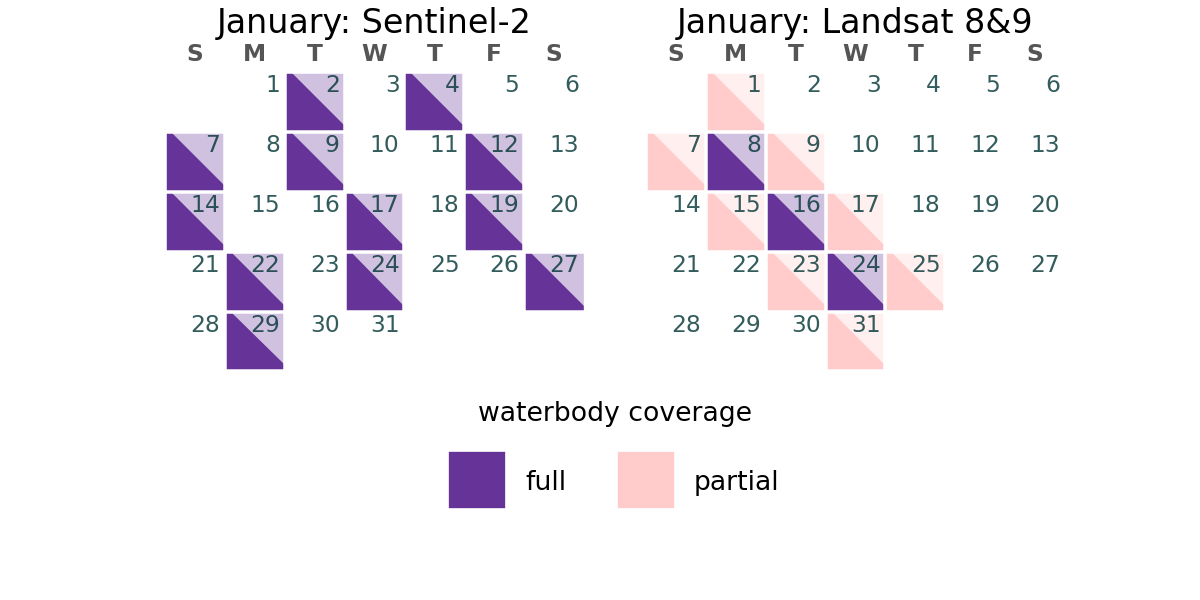 January: Sentinel-2
S M T W T F S
1 2 3 4 5 6
7 8 9 10 11 12 13
14 15 16 17 18 19 20
21 22 23 24 25 26 27
28 29 30 31
January: Landsat 8&9
S M T W T F S
1 2 3 4 5 6
7 8 9 10 11 12 13
14 15 16 17 18 19 20
21 22 23 24 25 26 27
28 29 30 31
waterbody coverage
full partial